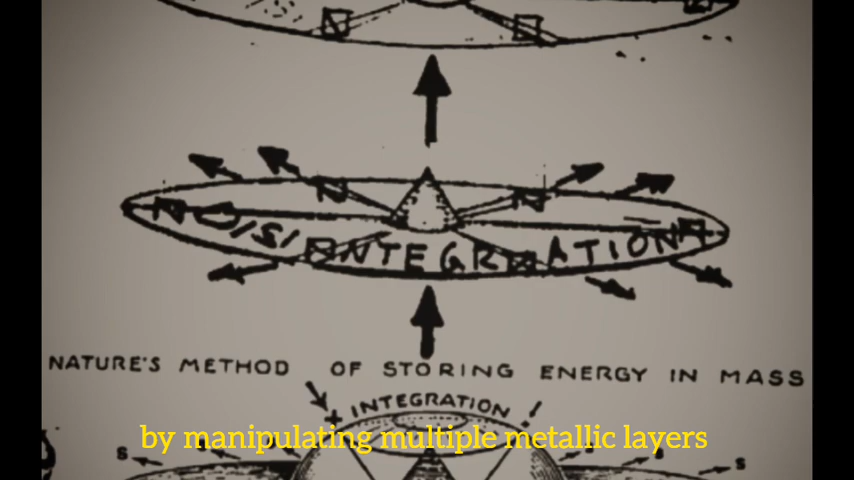 DISINTEGRATION
NATURE'S METHOD OF STORING ENERGY IN MASS
INTEGRATION
by manipulating multiple metallic layers
S
S
S